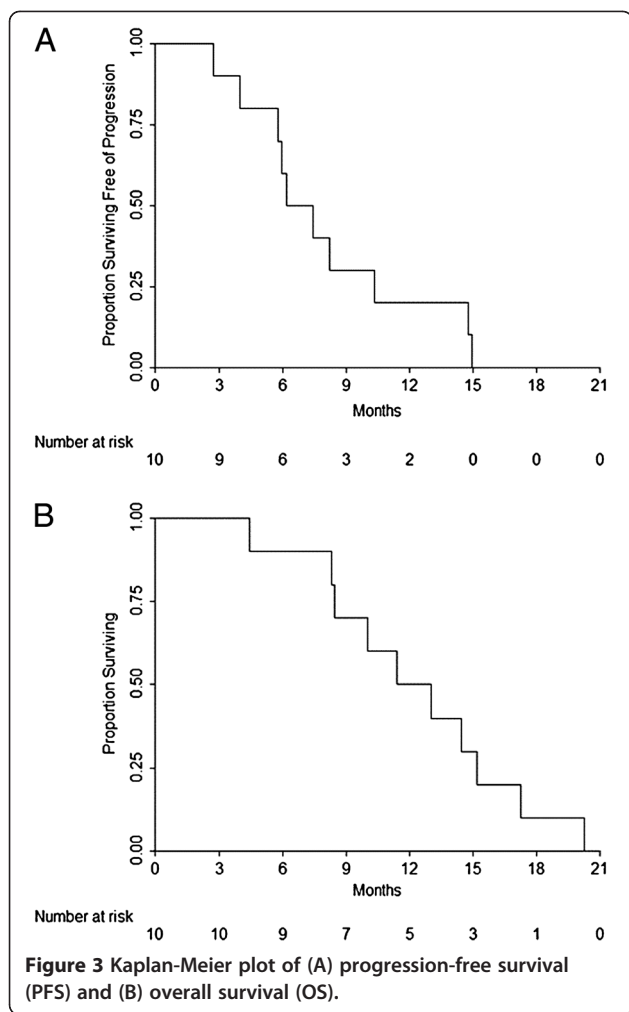 A
Proportion Surviving Free of Progression
1.00
0.75
0.50
0.25
0.00
0 3 6 9 12 15 18 21
Months
Number at risk
10 9 6 3 2 0 0 0
B
Proportion Surviving
1.00
0.75
0.50
0.25
0.00
0 3 6 9 12 15 18 21
Months
Number at risk
10 10 9 7 5 3 1 0
Figure 3 Kaplan-Meier plot of (A) progression-free survival
(PFS) and (B) overall survival (OS).